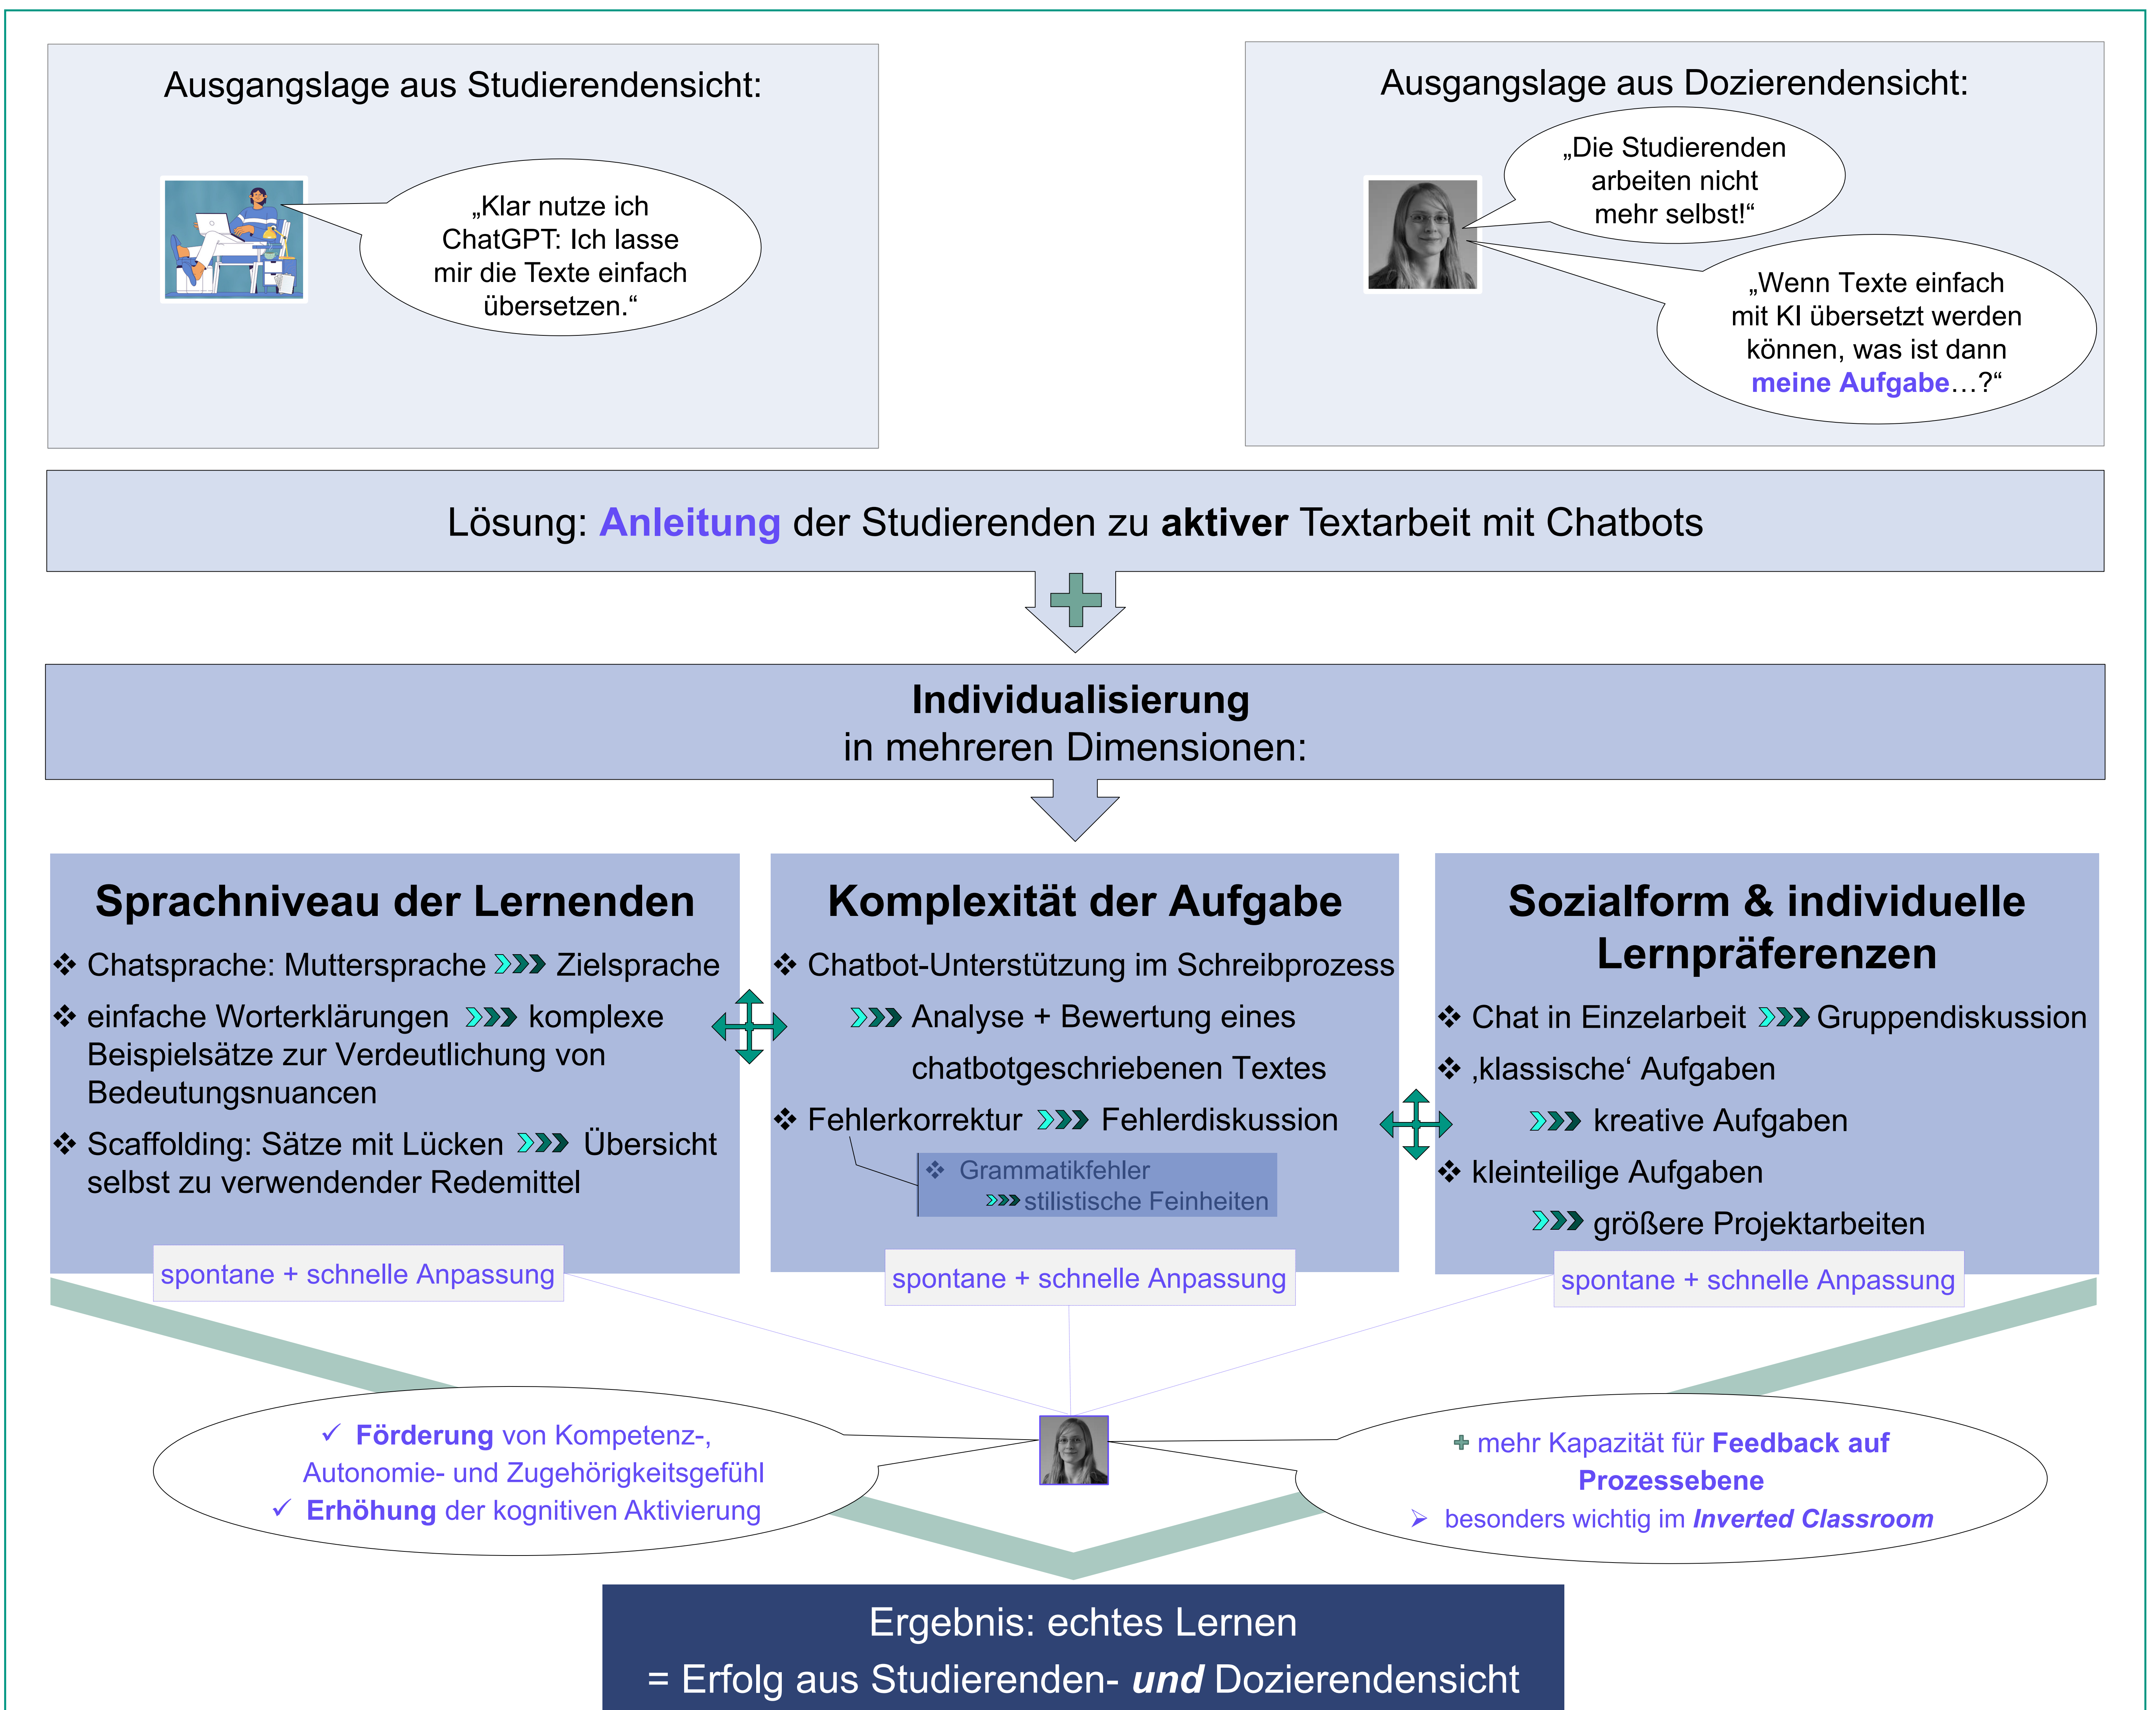 Ausgangslage aus Studierendensicht:
„Klar nutze ich
ChatGPT: Ich lasse
mir die Texte einfach
übersetzen.“
Ausgangslage aus Dozierendensicht:
„Die Studierenden
arbeiten nicht
mehr selbst!“
„Wenn Texte einfach
mit KI übersetzt werden
können, was ist dann
meine Aufgabe…?“
Lösung: Anleitung der Studierenden zu aktiver Textarbeit mit Chatbots
Individualisierung
in mehreren Dimensionen:
Sprachniveau der Lernenden
❖ Chatsprache: Muttersprache Zielsprache
❖ einfache Worterklärungen komplexe
Beispielsätze zur Verdeutlichung von
Bedeutungsnuancen
❖ Scaffolding: Sätze mit Lücken Übersicht
selbst zu verwendender Redemittel
spontane + schnelle Anpassung
Komplexität der Aufgabe
❖ Chatbot-Unterstützung im Schreibprozess
Analyse + Bewertung eines
chatbotgeschriebenen Textes
❖ Fehlerkorrektur Fehlerdiskussion
❖ Grammatikfehler
stilistische Feinheiten
spontane + schnelle Anpassung
Sozialform & individuelle
Lernpräferenzen
❖ Chat in Einzelarbeit Gruppendiskussion
❖ ‚klassische‘ Aufgaben
kreative Aufgaben
❖ kleinteilige Aufgaben
größere Projektarbeiten
spontane + schnelle Anpassung
✓ Förderung von Kompetenz-,
Autonomie- und Zugehörigkeitsgefühl
✓ Erhöhung der kognitiven Aktivierung
+ mehr Kapazität für Feedback auf
Prozessebene
➢ besonders wichtig im Inverted Classroom
Ergebnis: echtes Lernen
= Erfolg aus Studierenden- und Dozierendensicht